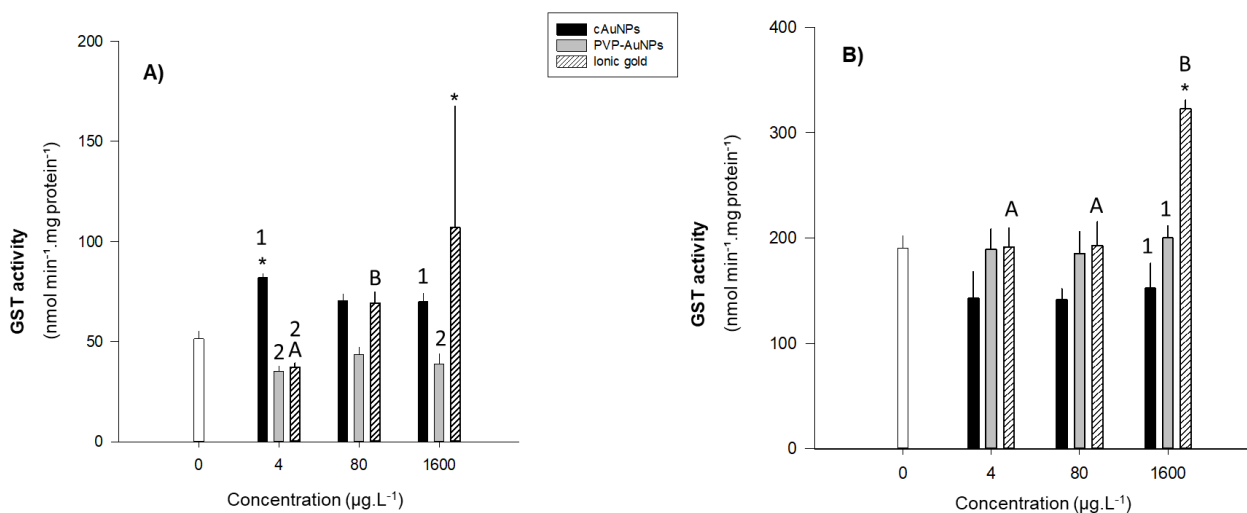 cAuNPs
PVP-AuNPs
Ionic gold
A)
GST activity
(nmol min⁻¹.mg protein⁻¹)
200
150
100
50
0
1
*
2
2
A
B
1
2
*
0 4 80 1600
Concentration (µg.L⁻¹)
B)
GST activity
(nmol min⁻¹.mg protein⁻¹)
400
300
200
100
0
A
A
1
1
B
*
0 4 80 1600
Concentration (µg.L⁻¹)